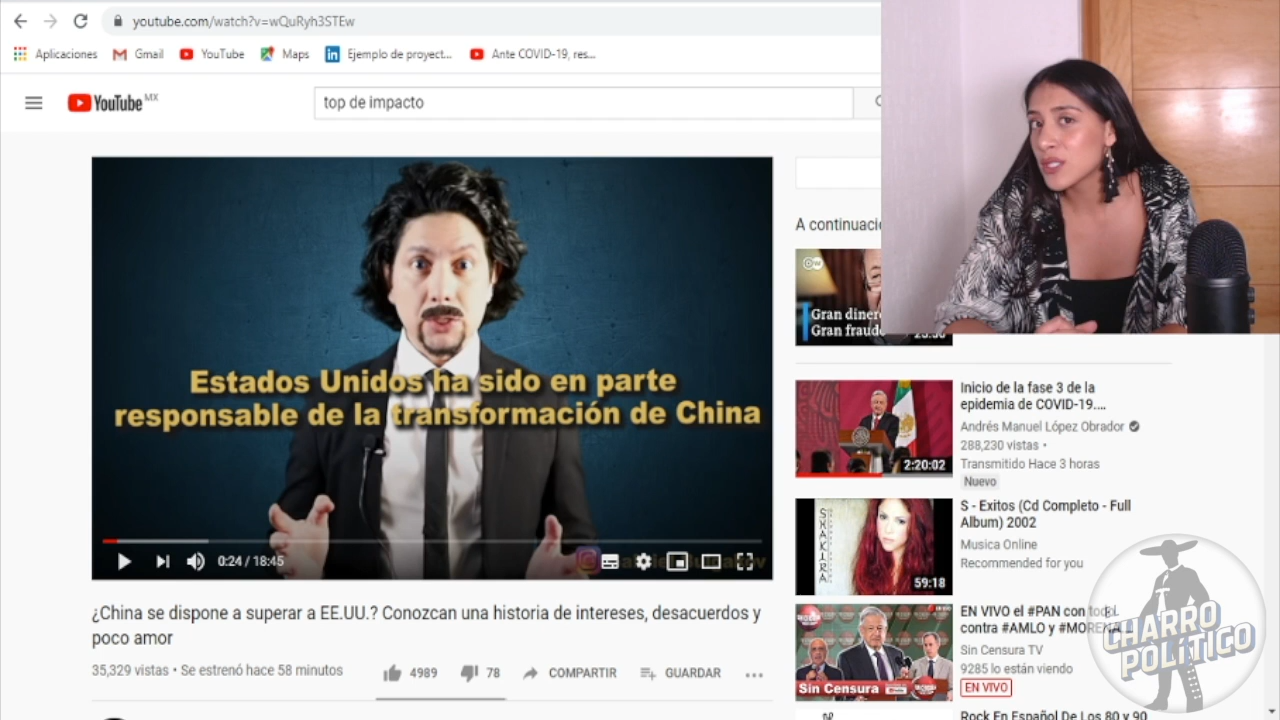 youtube.com/watch?v=wQuRyh3STEw
Aplicaciones
Gmail
YouTube
Maps
Ejemplo de proyect...
Ante COVID-19, res...
YouTube MX
top de impacto
Estados Unidos ha sido en parte
responsable de la transformación de China
0:24 / 18:45
¿China se dispone a superar a EE.UU.? Conozcan una historia de intereses, desacuerdos y
poco amor
35,329 vistas • Se estrenó hace 58 minutos
4989
78
COMPARTIR
GUARDAR
A continuació
DW
Gran diner
Gran fraude
Inicio de la fase 3 de la
epidemia de COVID-19....
Andrés Manuel López Obrador
288,230 vistas •
Transmitido Hace 3 horas
Nuevo
2:20:02
S - Exitos (Cd Completo - Full
Album) 2002
Musica Online
Recommended for you
SHAKIRA
59:18
EN VIVO el #PAN con todo
contra #AMLO y #MORENA
Sin Censura TV
9285 lo están viendo
EN VIVO
Sin Censura
Rock En Español De Los 80 y 90
CHARRO
POLÍTICO